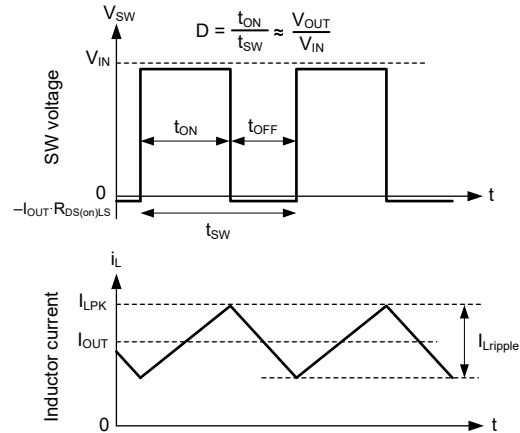 V_SW
D = t_ON / t_SW ≈ V_OUT / V_IN
V_IN
SW voltage
t_ON
t_OFF
0
t
–I_OUT·R_DS(on)LS
t_SW
i_L
Inductor current
I_LPK
I_OUT
I_Lripple
0
t